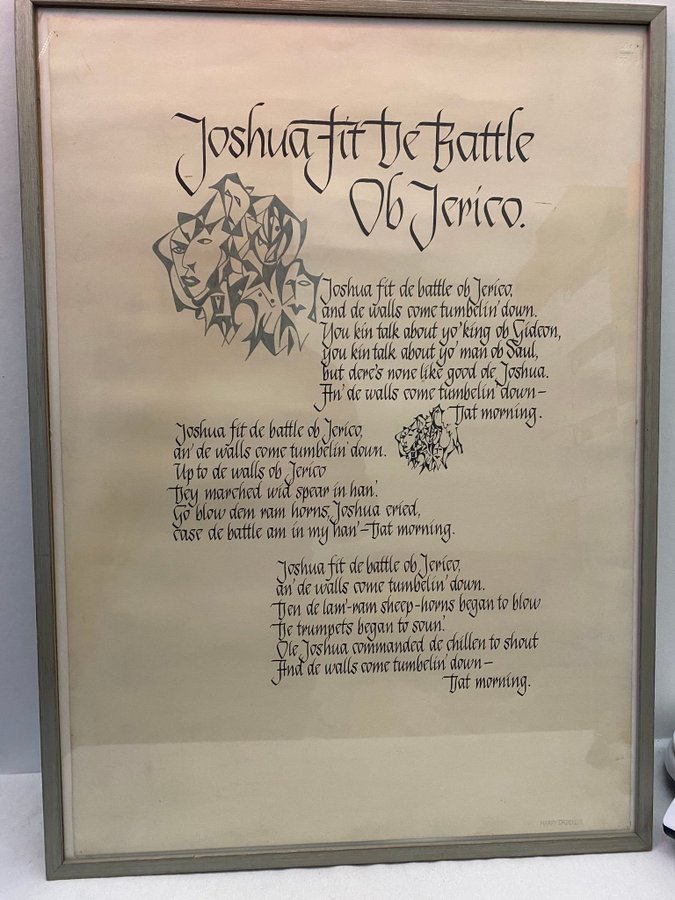 Joshua Fit De Battle
Ob Jerico.
Joshua fit de battle ob Jerico,
and de walls come tumbelin' down.
You kin talk about yo' king ob Gideon,
you kin talk about yo' man ob Saul,
but dere's none like good ole Joshua.
An' de walls come tumbelin' down—
Dat morning.
Joshua fit de battle ob Jerico,
an' de walls come tumbelin' down.
Up to de walls ob Jerico
Dey marched wid spear in han'.
Go blow dem ram horns, Joshua cried,
case de battle am in my han'—Dat morning.
Joshua fit de battle ob Jerico,
an' de walls come tumbelin' down.
Den de lam'-ram sheep-horns began to blow
De trumpets began to soun'.
Ole Joshua commanded de chillen to shout
And de walls come tumbelin' down—
Dat morning.